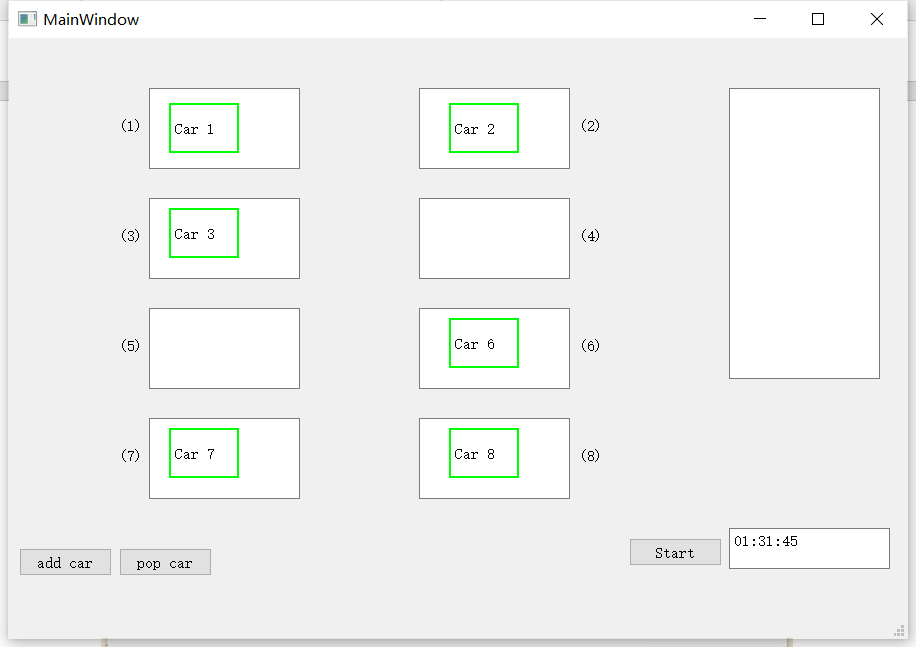 MainWindow
(1) Car 1 Car 2 (2)
(3) Car 3 (4)
(5) Car 6 (6)
(7) Car 7 Car 8 (8)
add car pop car Start 01:31:45